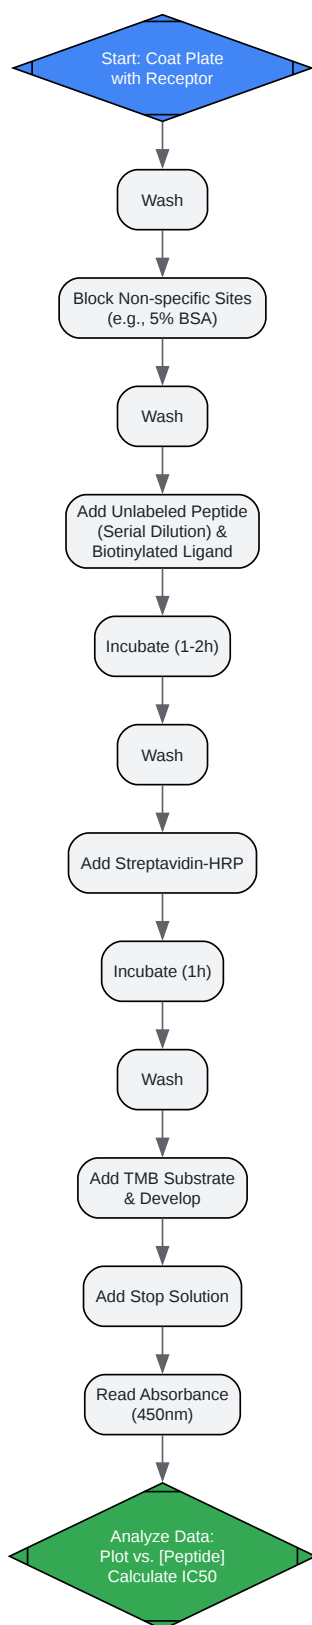 Start: Coat Plate
with Receptor
Wash
Block Non-specific Sites
(e.g., 5% BSA)
Wash
Add Unlabeled Peptide
(Serial Dilution) &
Biotinylated Ligand
Incubate (1-2h)
Wash
Add Streptavidin-HRP
Incubate (1h)
Wash
Add TMB Substrate
& Develop
Add Stop Solution
Read Absorbance
(450nm)
Analyze Data:
Plot vs. [Peptide]
Calculate IC50